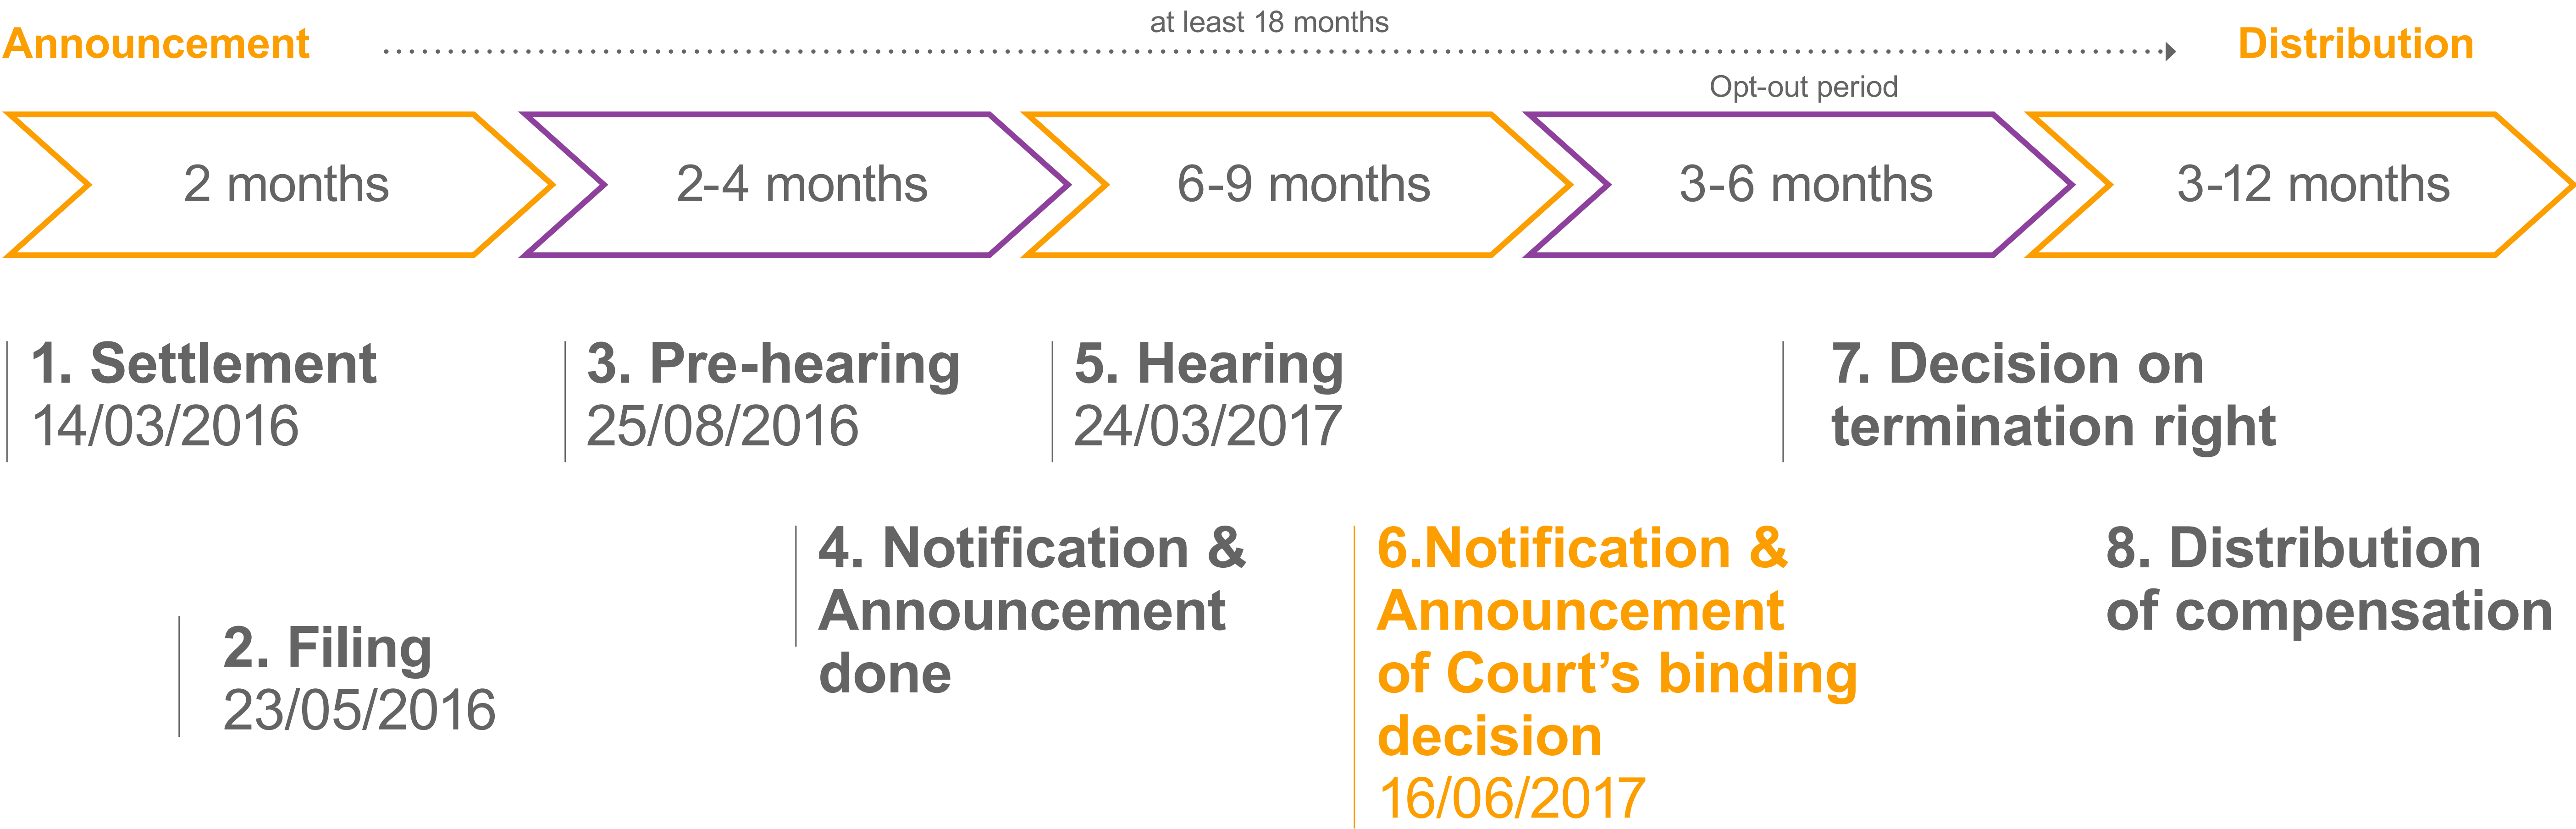 at least 18 months
Announcement
Distribution
Opt-out period
2 months
2-4 months
6-9 months
3-6 months
3-12 months
1. Settlement
14/03/2016
3. Pre-hearing
25/08/2016
5. Hearing
24/03/2017
7. Decision on
termination right
2. Filing
23/05/2016
4. Notification &
Announcement
done
6.Notification &
Announcement
of Court’s binding
decision
16/06/2017
8. Distribution
of compensation